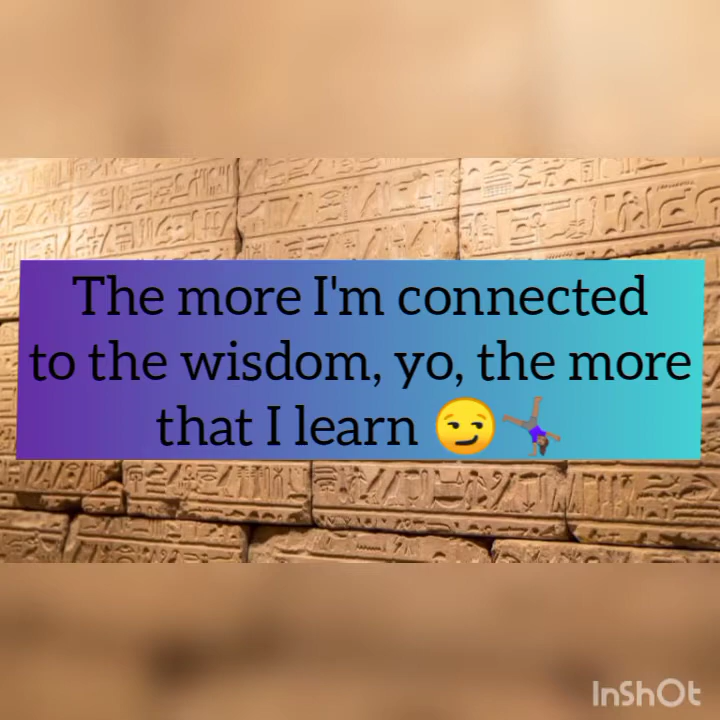 The more I'm connected
to the wisdom, yo, the more
that I learn 😏🤸🏽‍♀️
InShOt